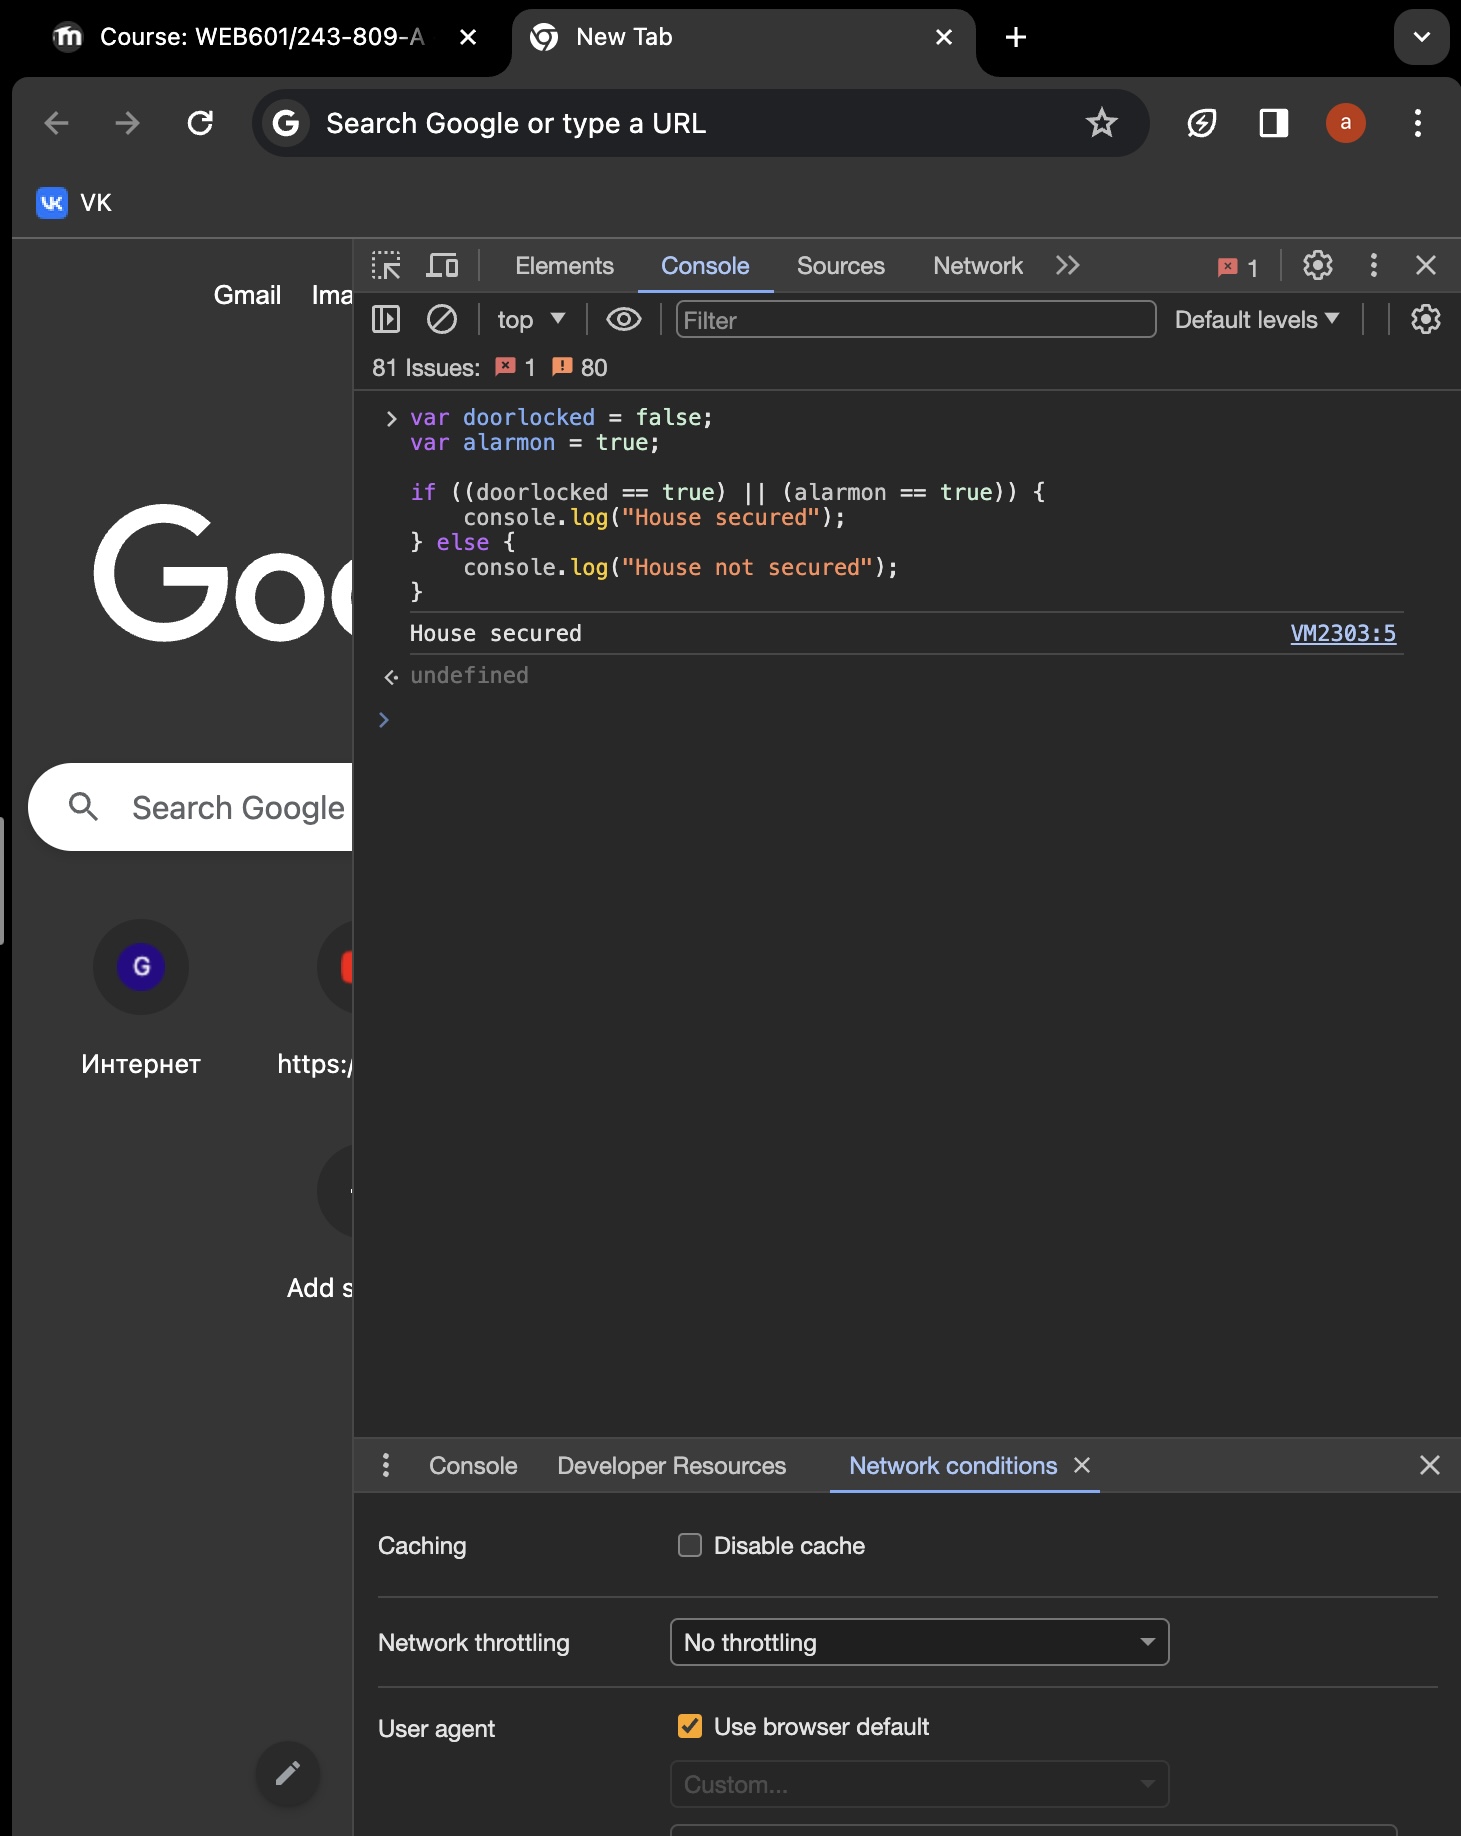 Course: WEB601/243-809-A
New Tab
Search Google or type a URL
a
VK
Gmail
Elements
Console
Sources
Network
1
top
Filter
Default levels
81 Issues: 1 80
var doorlocked = false;
var alarmon = true;
if ((doorlocked == true) || (alarmon == true)) {
console.log("House secured");
} else {
console.log("House not secured");
}
House secured
VM2303:5
undefined
Search Google
G
Интернет
https:/
Add
Console
Developer Resources
Network conditions
Caching
Disable cache
Network throttling
No throttling
User agent
Use browser default
Custom...